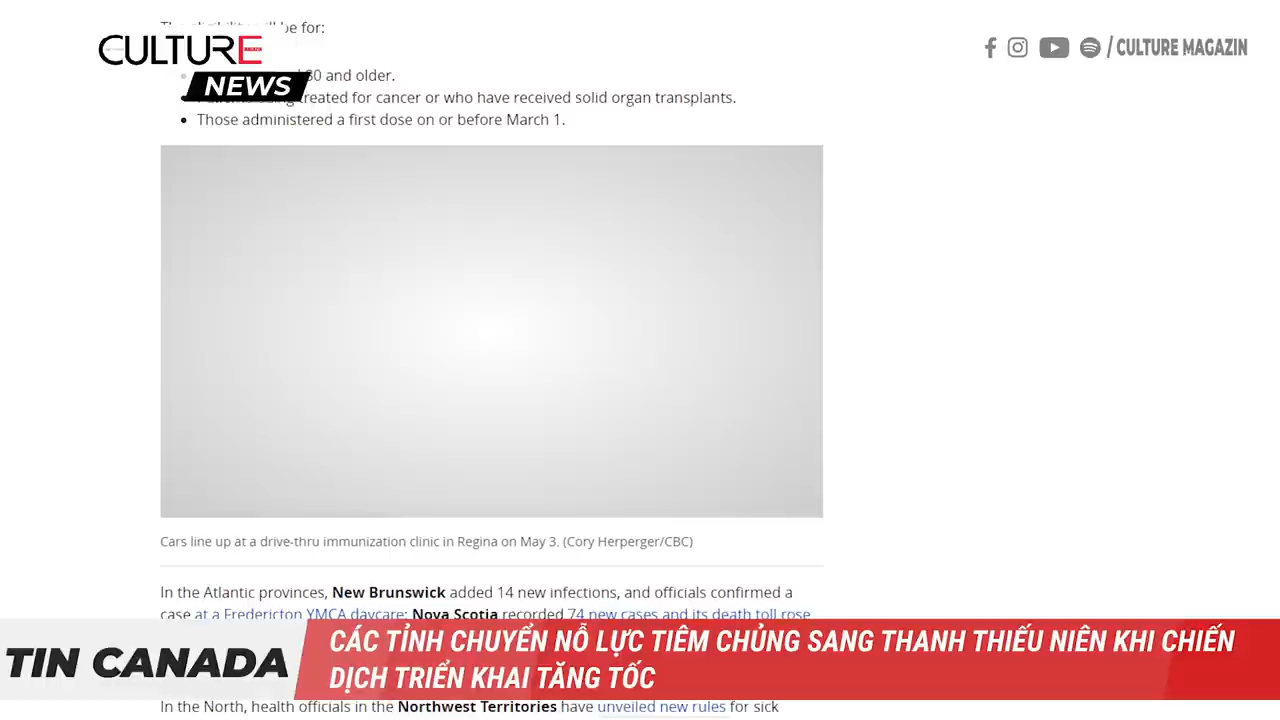 be for:
CULTURE
NEWS
/ CULTURE MAGAZIN
80 and older.
treated for cancer or who have received solid organ transplants.
Those administered a first dose on or before March 1.
Cars line up at a drive-thru immunization clinic in Regina on May 3. (Cory Herperger/CBC)
In the Atlantic provinces, New Brunswick added 14 new infections, and officials confirmed a
case at a Fredericton YMCA daycare; Nova Scotia recorded 74 new cases and its death toll rose
TIN CANADA
CÁC TỈNH CHUYỂN NỖ LỰC TIÊM CHỦNG SANG THANH THIẾU NIÊN KHI CHIẾN
DỊCH TRIỂN KHAI TĂNG TỐC
In the North, health officials in the Northwest Territories have unveiled new rules for sick